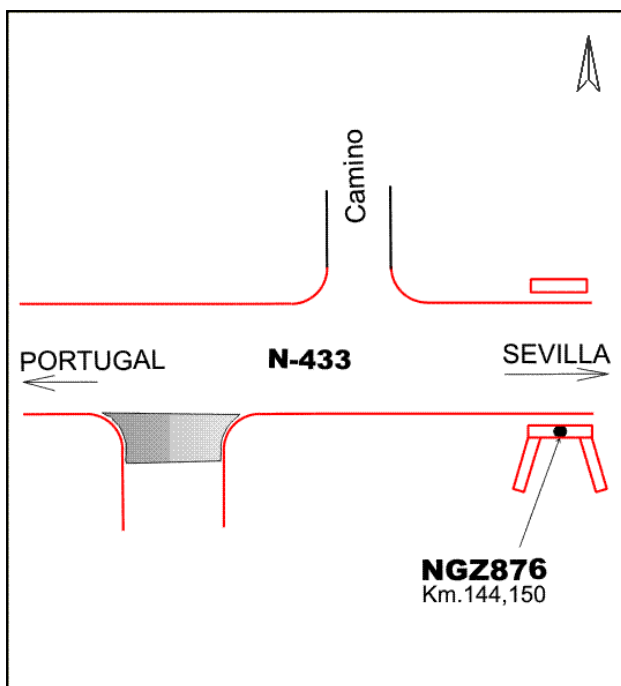 Camino
PORTUGAL
N-433
SEVILLA
NGZ876
Km.144,150